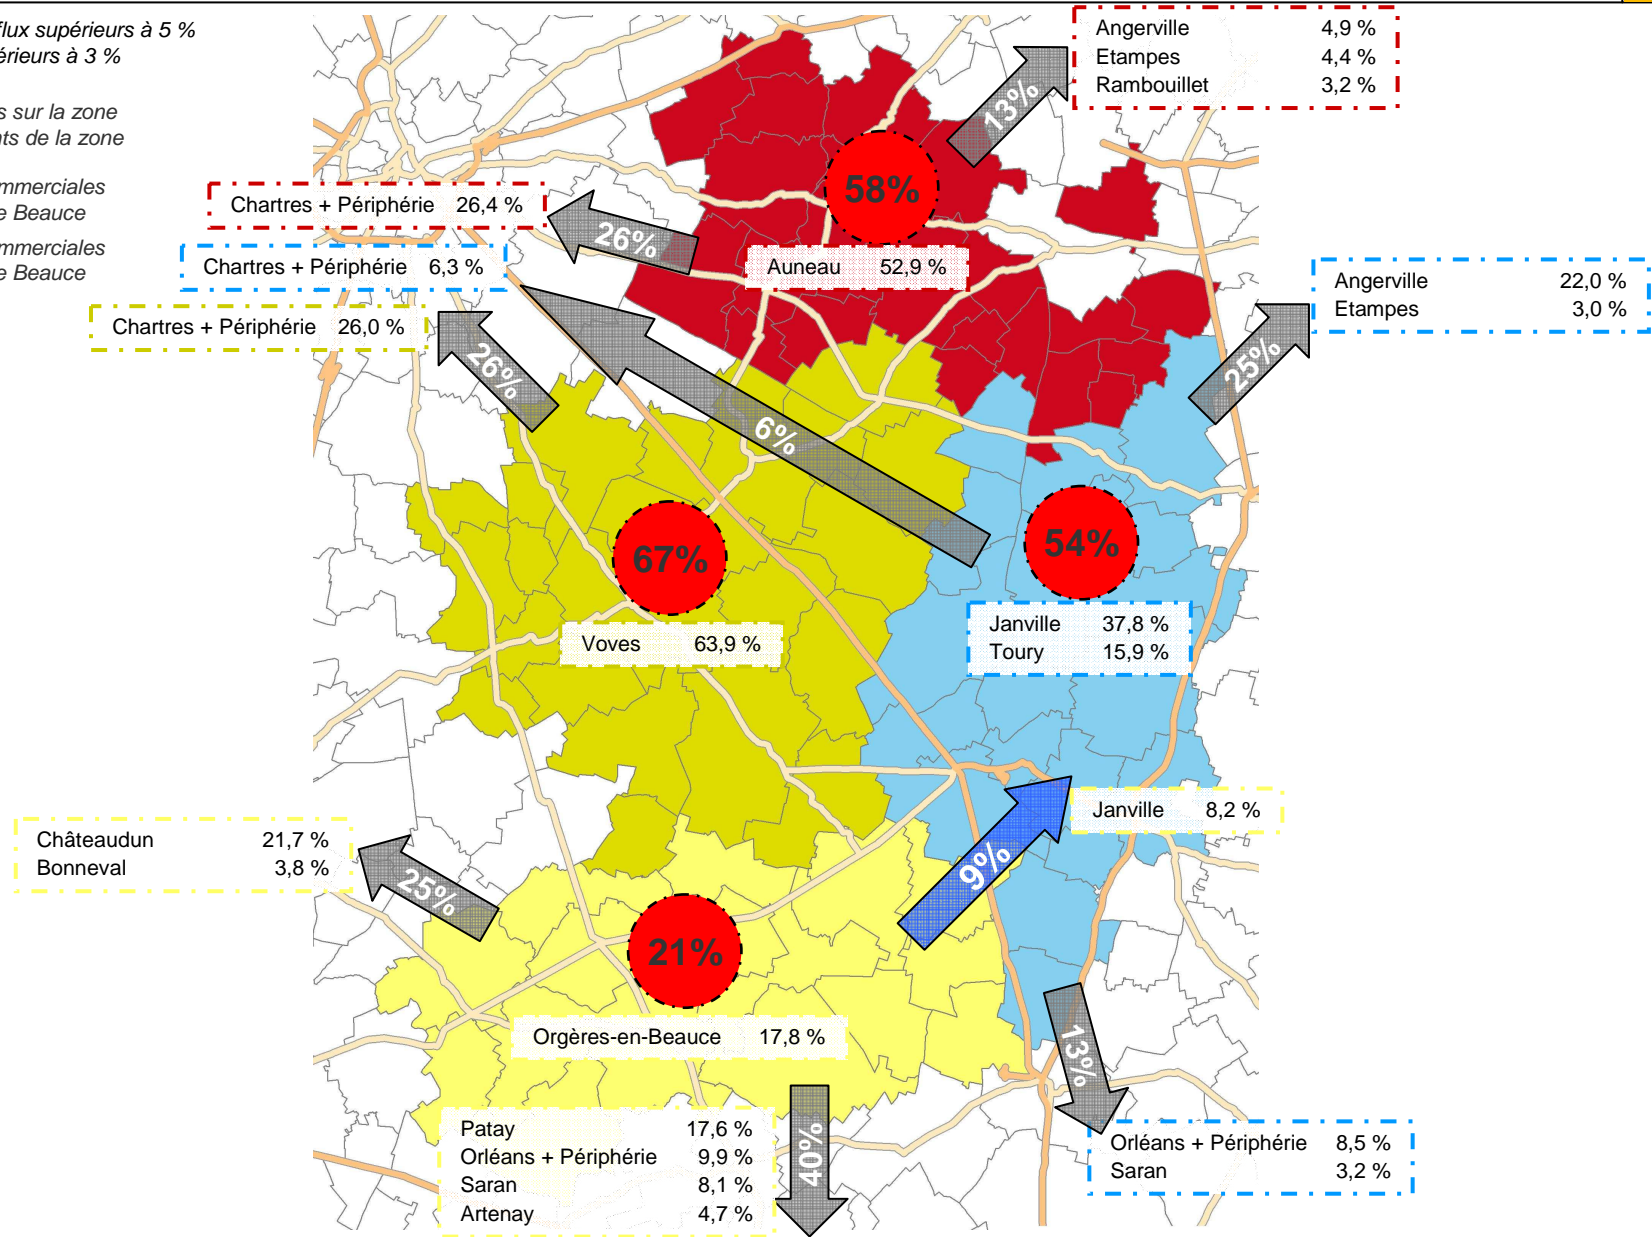 flux supérieurs à 5 %
érieurs à 3 %
s sur la zone
nts de la zone
mmerciales
e Beauce
mmerciales
e Beauce
Angerville 4,9 %
Etampes 4,4 %
Rambouillet 3,2 %
13%
58%
Chartres + Périphérie 26,4 %
26%
Auneau 52,9 %
Chartres + Périphérie 6,3 %
Angerville 22,0 %
Etampes 3,0 %
25%
Chartres + Périphérie 26,0 %
26%
6%
67%
54%
Voves 63,9 %
Janville 37,8 %
Toury 15,9 %
Janville 8,2 %
9%
Châteaudun 21,7 %
Bonneval 3,8 %
25%
21%
Orgères-en-Beauce 17,8 %
13%
Patay 17,6 %
Orléans + Périphérie 9,9 %
Saran 8,1 %
Artenay 4,7 %
40%
Orléans + Périphérie 8,5 %
Saran 3,2 %